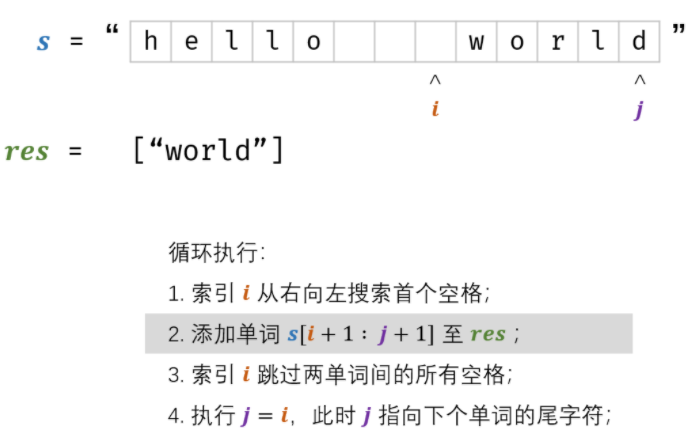 s = “ h e l l o w o r l d ”
^ ^
i j
res = [“world”]
循环执行：
1. 索引 i 从右向左搜索首个空格；
2. 添加单词 s[i + 1 : j + 1] 至 res ；
3. 索引 i 跳过两单词间的所有空格；
4. 执行 j = i，此时 j 指向下个单词的尾字符；